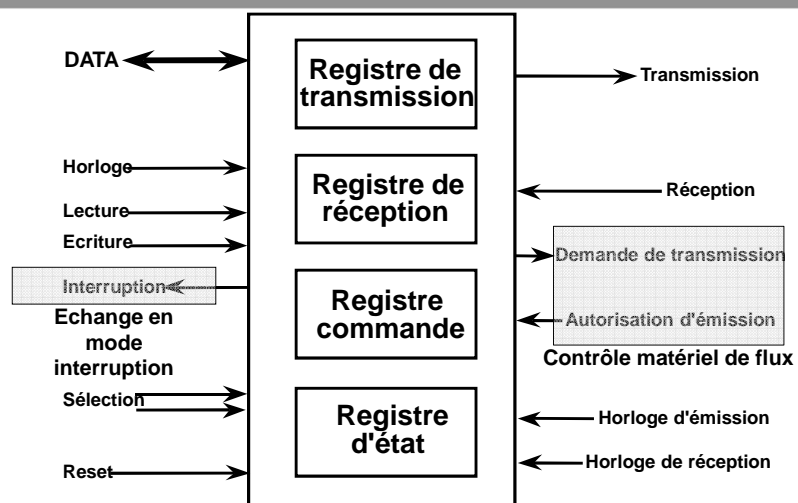 DATA
Horloge
Lecture
Ecriture
Interruption
Echange en
mode
interruption
Sélection
Reset
Registre de
transmission
Registre de
réception
Registre
commande
Registre
d'état
Transmission
Réception
Demande de transmission
Autorisation d'émission
Contrôle matériel de flux
Horloge d'émission
Horloge de réception